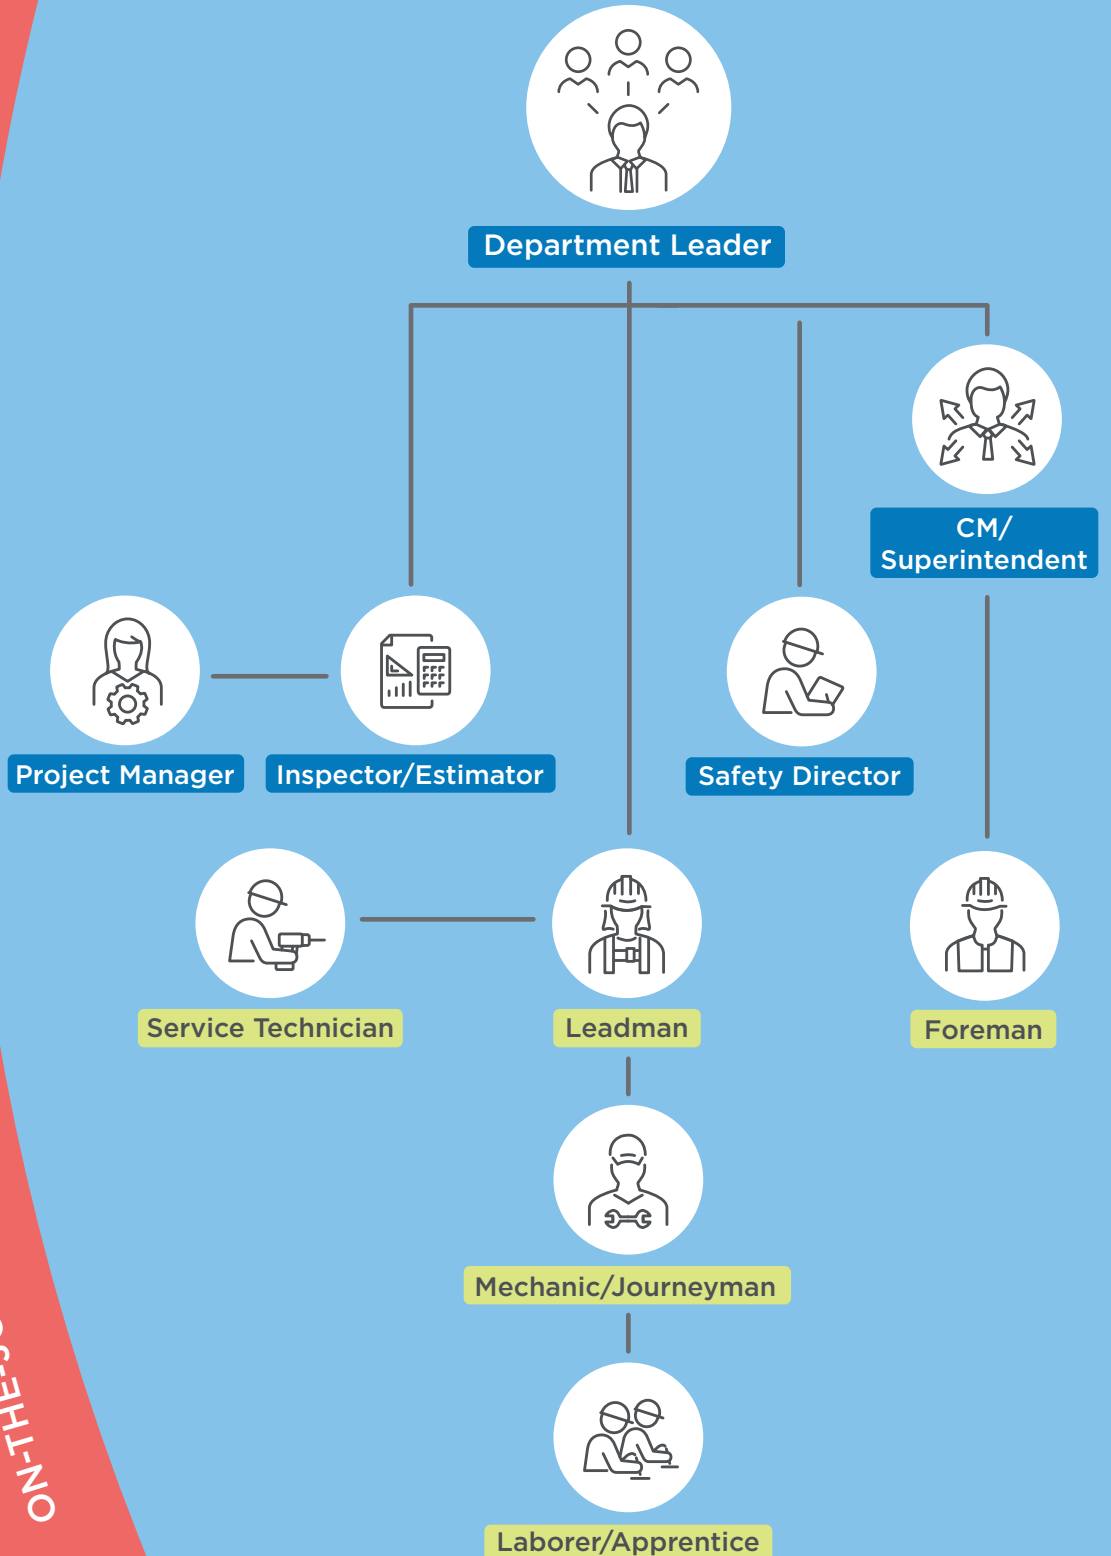 Department Leader
CM/
Superintendent
Project Manager
Inspector/Estimator
Safety Director
Service Technician
Leadman
Foreman
Mechanic/Journeyman
Laborer/Apprentice
ON-THE-